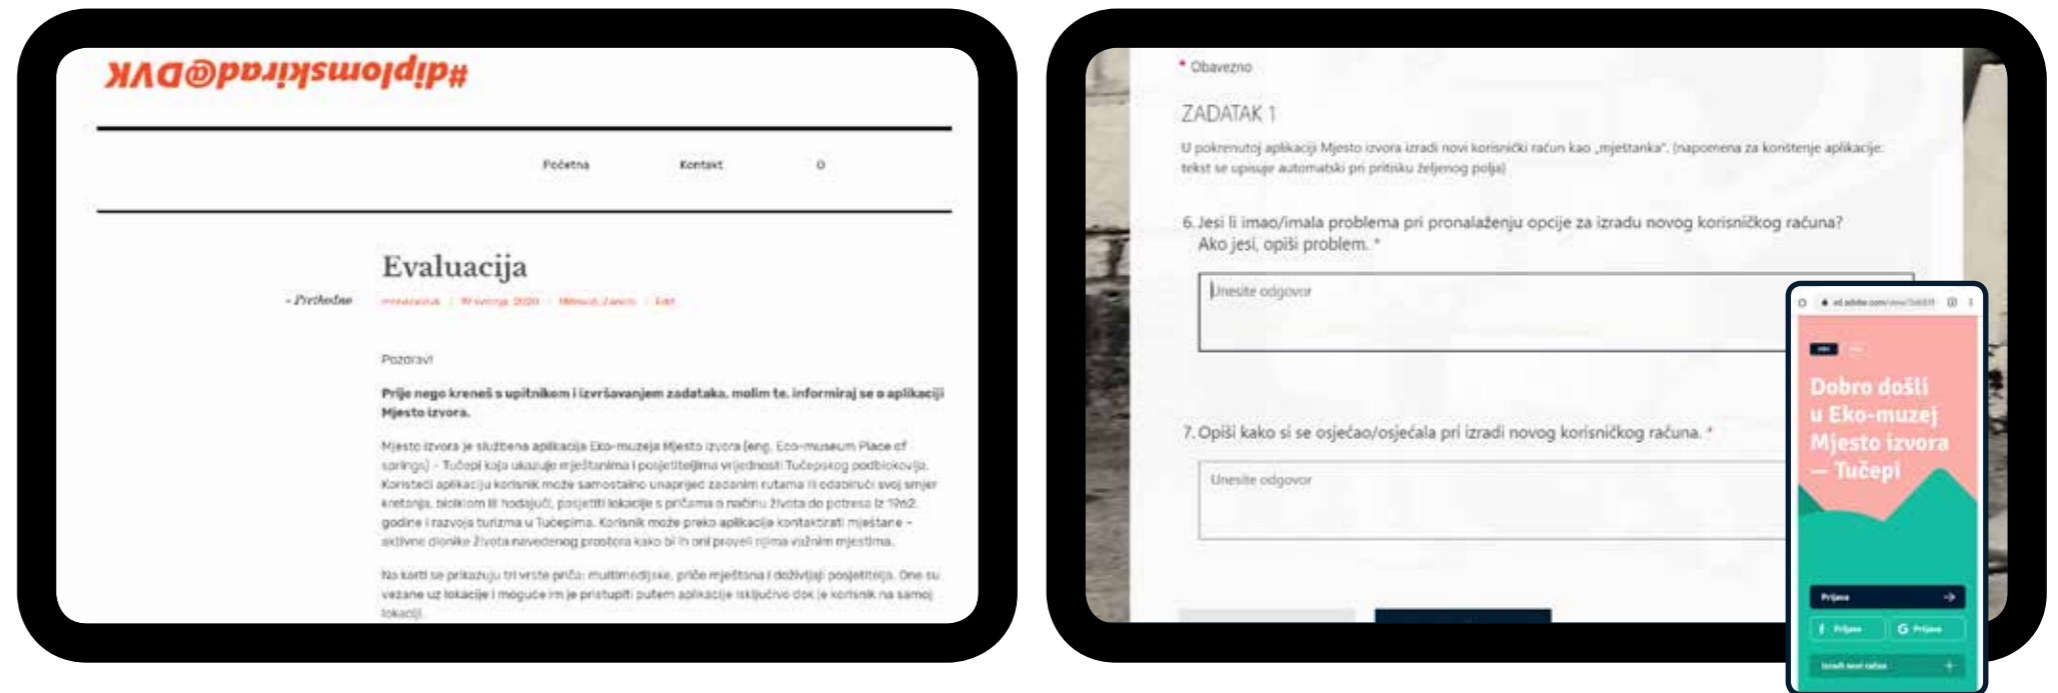 #diplomskirad@DVK
Početna Kontakt
Evaluacija
- Prethodno
Edit
Pozdrav!
Prije nego kreneš s upitnikom i izvršavanjem zadataka, molim te, informiraj se o aplikaciji
Mjesto izvora.
Mjesto izvora je službena aplikacija Eko-muzeja Mjesto izvora (eng. Eco-museum Place of
springs) – Tučepi koja ukazuje mještanima i posjetiteljima vrijednosti Tučepskog podbiokovlja.
Koristeći aplikaciju korisnik može samostalno unaprijed zadanim rutama ili odabirući svoj smjer
kretanja, biciklom ili hodajući, posjetiti lokacije s pričama o načinu života do potresa iz 1962.
godine i razvoja turizma u Tučepima. Korisnik može preko aplikacije kontaktirati mještane –
aktivne dionike života navedenog prostora kako bi ih oni proveli njima važnim mjestima.
Na karti se prikazuju tri vrste priča: multimedijske, priče mještana i doživljaji posjetitelja. One su
vezane uz lokacije i moguće im je pristupiti putem aplikacije isključivo dok je korisnik na samoj
lokaciji.
* Obavezno
ZADATAK 1
U pokrenutoj aplikaciji Mjesto izvora izradi novi korisnički račun kao „mještanka“. (napomena za korištenje aplikacije:
tekst se upisuje automatski pri pritisku željenog polja)
6. Jesi li imao/imala problema pri pronalaženju opcije za izradu novog korisničkog računa?
Ako jesi, opiši problem. *
Unesite odgovor
7. Opiši kako si se osjećao/osjećala pri izradi novog korisničkog računa. *
Unesite odgovor
Dobro došli
u Eko-muzej
Mjesto izvora
— Tučepi
Prijava
f Prijava G Prijava
Izradi novi račun +